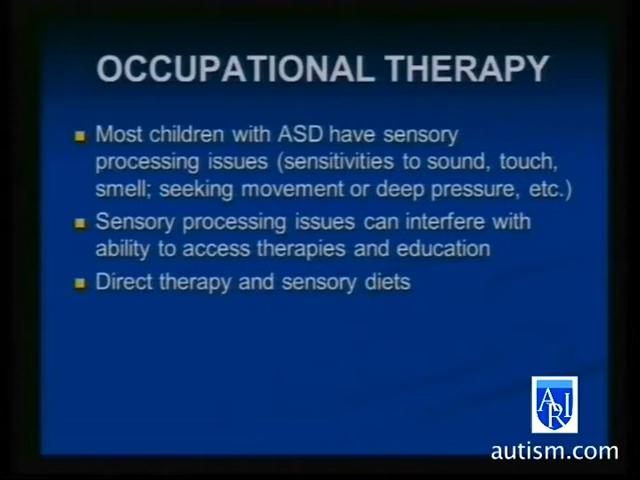 OCCUPATIONAL THERAPY
Most children with ASD have sensory
processing issues (sensitivities to sound, touch,
smell; seeking movement or deep pressure, etc.)
Sensory processing issues can interfere with
ability to access therapies and education
Direct therapy and sensory diets
ARI
autism.com